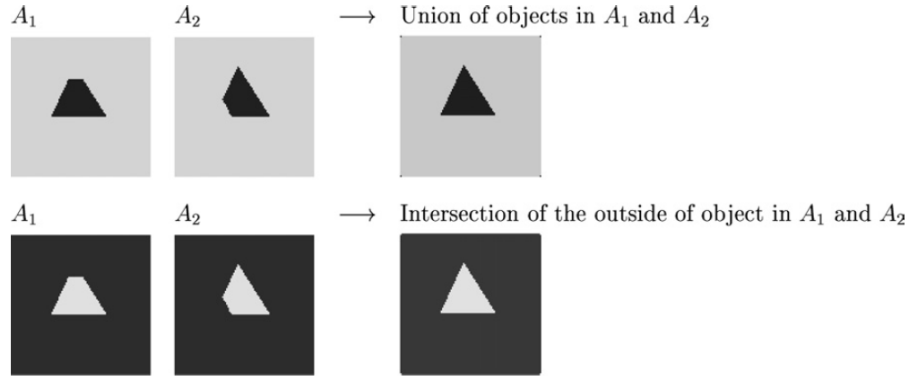 A₁ A₂ ⟶ Union of objects in A₁ and A₂
A₁ A₂ ⟶ Intersection of the outside of object in A₁ and A₂